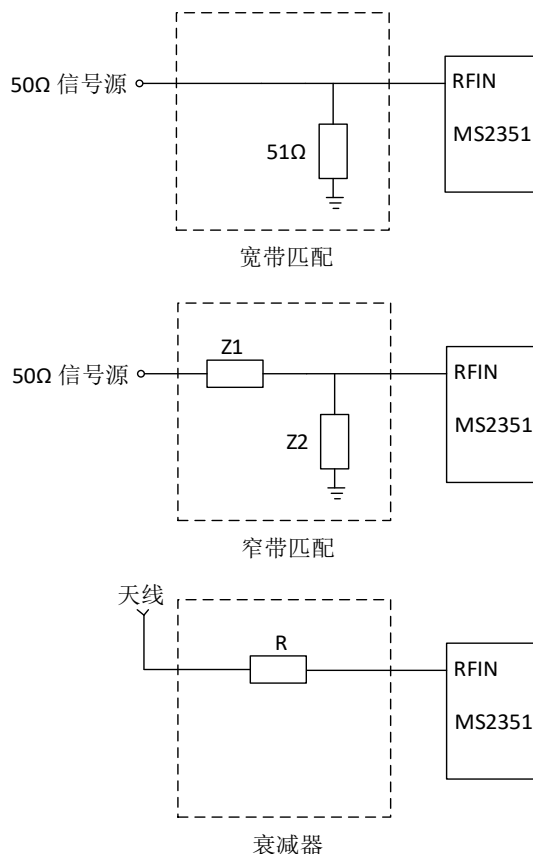 50Ω 信号源
RFIN
MS2351
51Ω
宽带匹配
Z1
50Ω 信号源
RFIN
MS2351
Z2
窄带匹配
天线
R
RFIN
MS2351
衰减器